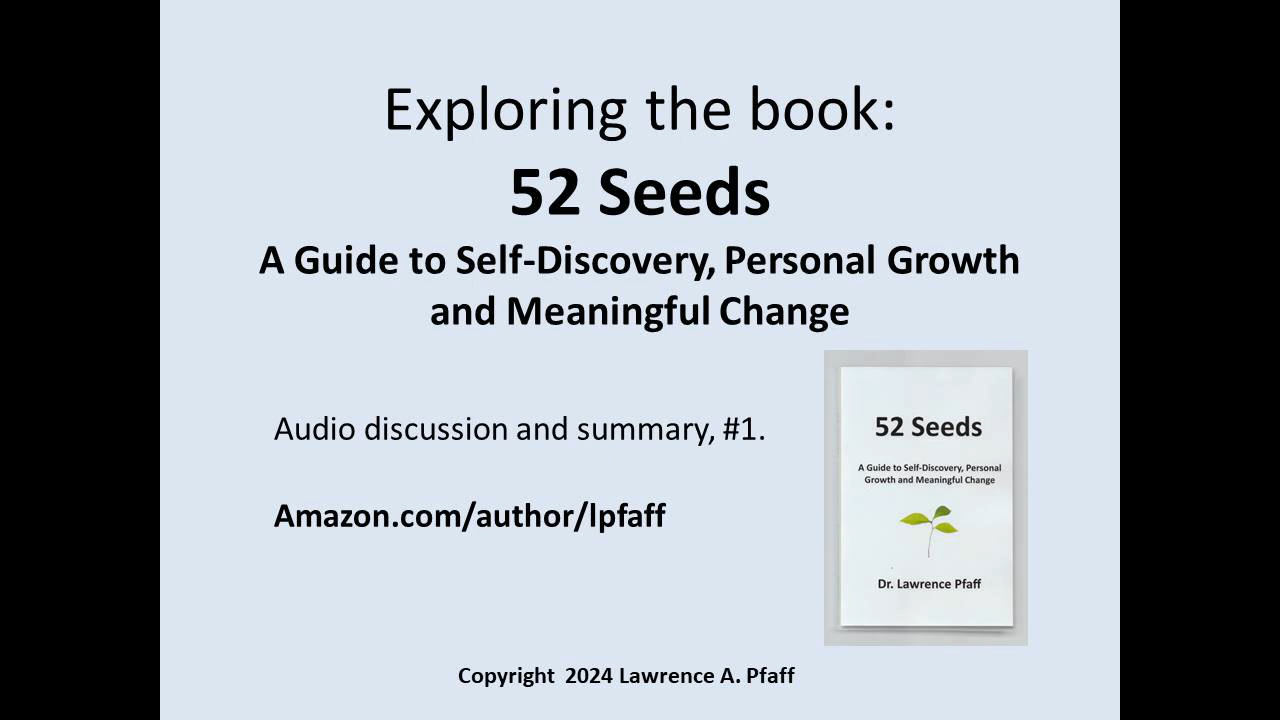 Exploring the book:
52 Seeds
A Guide to Self-Discovery, Personal Growth
and Meaningful Change
Audio discussion and summary, #1.
Amazon.com/author/lpfaff
52 Seeds
A Guide to Self-Discovery, Personal
Growth and Meaningful Change
Dr. Lawrence Pfaff
Copyright 2024 Lawrence A. Pfaff